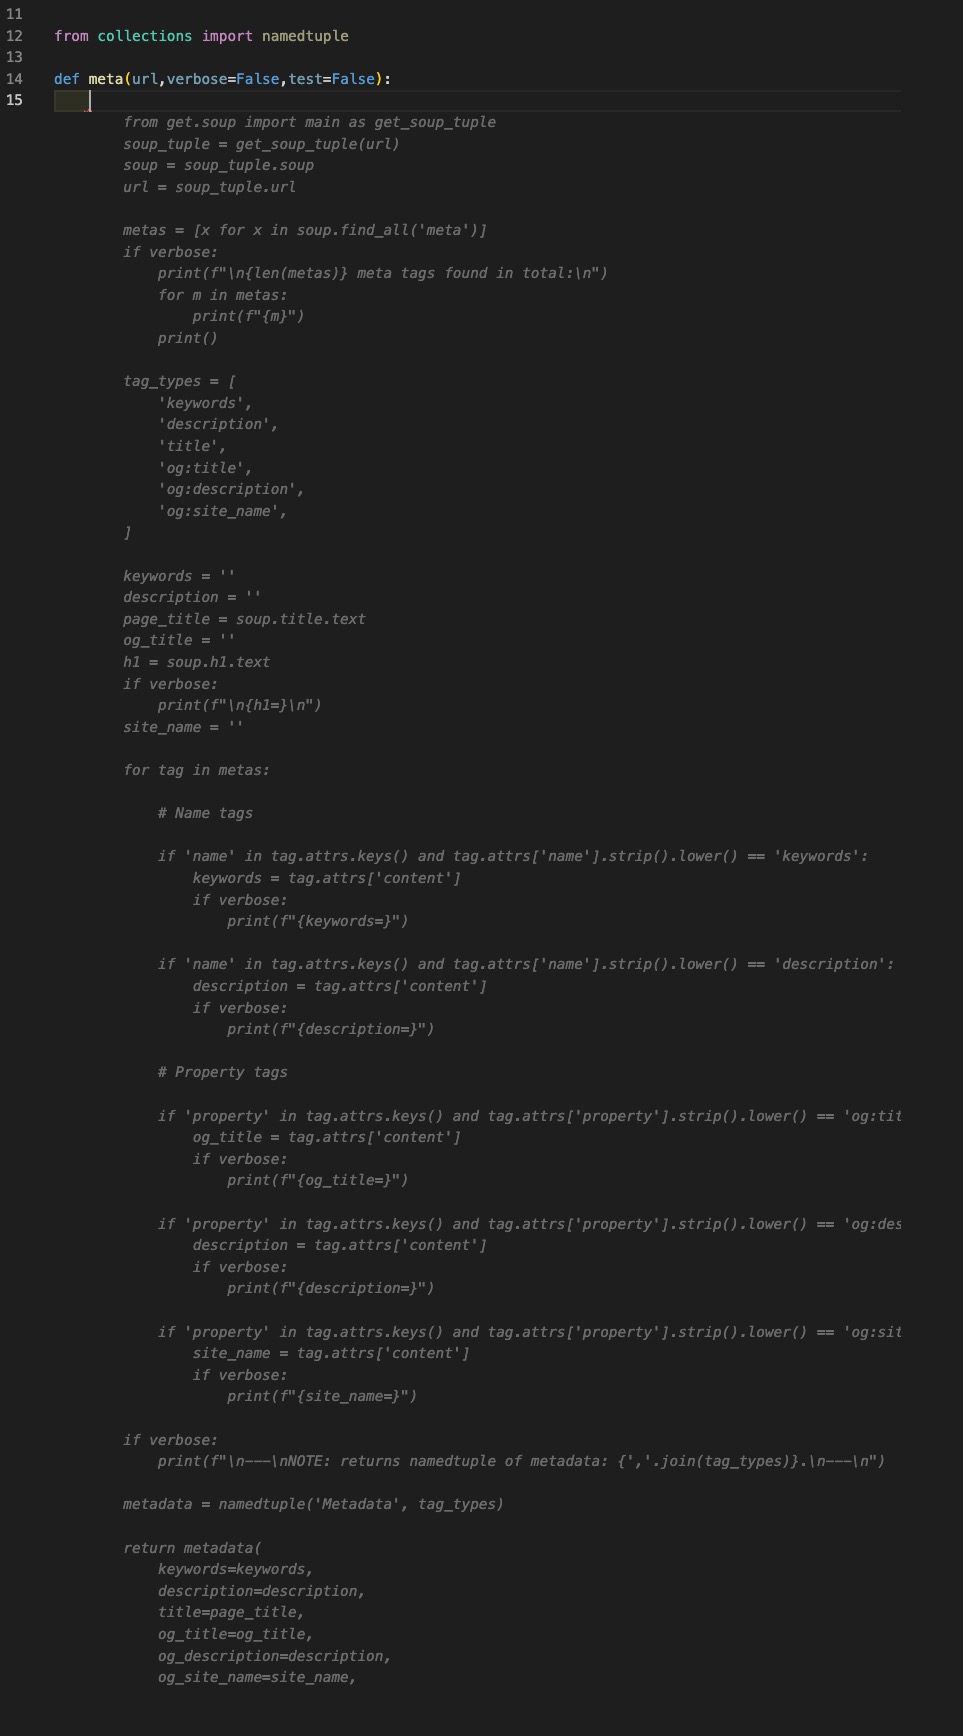 11
12 from collections import namedtuple
13
14 def meta(url,verbose=False,test=False):
15
from get.soup import main as get_soup_tuple
soup_tuple = get_soup_tuple(url)
soup = soup_tuple.soup
url = soup_tuple.url

metas = [x for x in soup.find_all('meta')]
if verbose:
    print(f"\n{len(metas)} meta tags found in total:\n")
    for m in metas:
        print(f"{m}")
    print()

tag_types = [
    'keywords',
    'description',
    'title',
    'og:title',
    'og:description',
    'og:site_name',
]

keywords = ''
description = ''
page_title = soup.title.text
og_title = ''
h1 = soup.h1.text
if verbose:
    print(f"\n{h1=}\n")
site_name = ''

for tag in metas:

    # Name tags

    if 'name' in tag.attrs.keys() and tag.attrs['name'].strip().lower() == 'keywords':
        keywords = tag.attrs['content']
        if verbose:
            print(f"{keywords=}")

    if 'name' in tag.attrs.keys() and tag.attrs['name'].strip().lower() == 'description':
        description = tag.attrs['content']
        if verbose:
            print(f"{description=}")

    # Property tags

    if 'property' in tag.attrs.keys() and tag.attrs['property'].strip().lower() == 'og:tit
        og_title = tag.attrs['content']
        if verbose:
            print(f"{og_title=}")

    if 'property' in tag.attrs.keys() and tag.attrs['property'].strip().lower() == 'og:des
        description = tag.attrs['content']
        if verbose:
            print(f"{description=}")

    if 'property' in tag.attrs.keys() and tag.attrs['property'].strip().lower() == 'og:sit
        site_name = tag.attrs['content']
        if verbose:
            print(f"{site_name=}")

if verbose:
    print(f"\n---\nNOTE: returns namedtuple of metadata: {','.join(tag_types)}.\n---\n")

metadata = namedtuple('Metadata', tag_types)

return metadata(
    keywords=keywords,
    description=description,
    title=page_title,
    og_title=og_title,
    og_description=description,
    og_site_name=site_name,